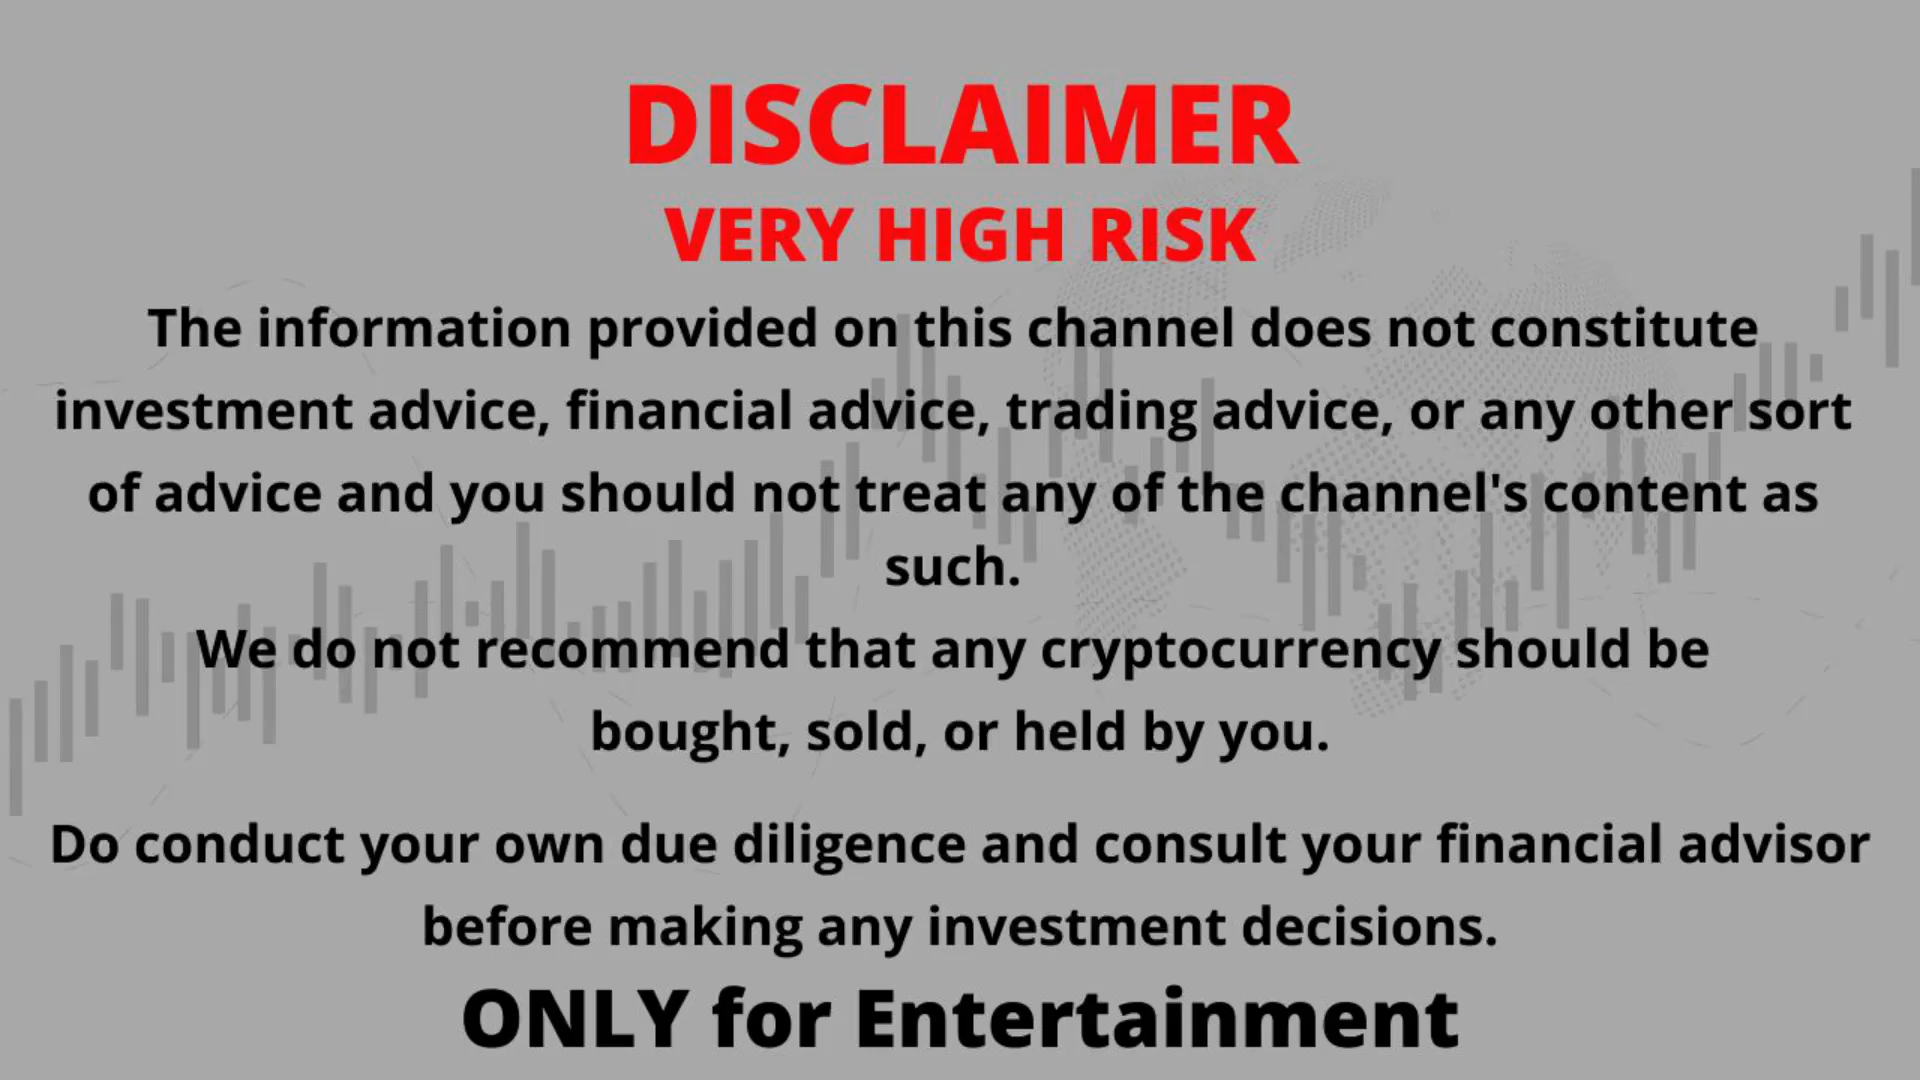 DISCLAIMER
VERY HIGH RISK
The information provided on this channel does not constitute
investment advice, financial advice, trading advice, or any other sort
of advice and you should not treat any of the channel's content as
such.
We do not recommend that any cryptocurrency should be
bought, sold, or held by you.
Do conduct your own due diligence and consult your financial advisor
before making any investment decisions.
ONLY for Entertainment